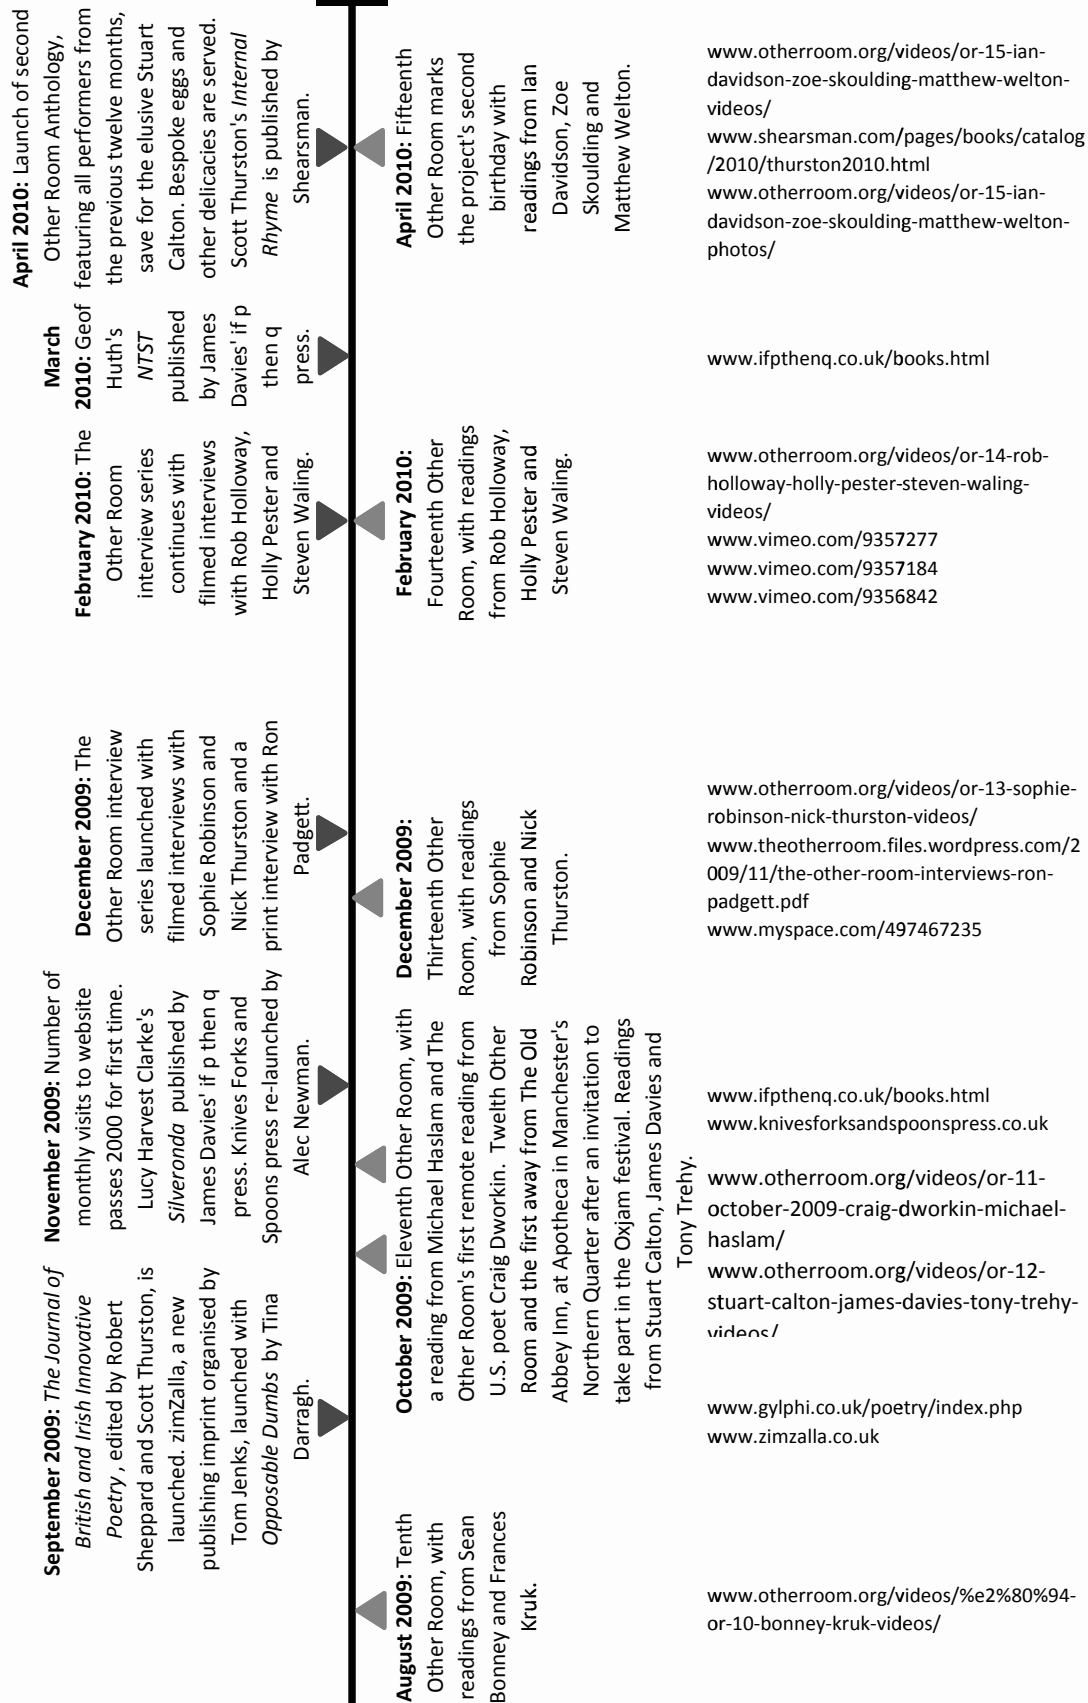 April 2010: Launch of second
Other Room Anthology,
featuring all performers from
the previous twelve months,
save for the elusive Stuart
Calton. Bespoke eggs and
other delicacies are served.
Scott Thurston's Internal
Rhyme is published by
Shearsman.
April 2010: Fifteenth
Other Room marks
the project's second
birthday with
readings from Ian
Davidson, Zoe
Skoulding and
Matthew Welton.
www.otherroom.org/videos/or-15-ian-
davidson-zoe-skoulding-matthew-welton-
videos/
www.shearsman.com/pages/books/catalog
/2010/thurston2010.html
www.otherroom.org/videos/or-15-ian-
davidson-zoe-skoulding-matthew-welton-
photos/
March
2010: Geof
Huth's
NTST
published
by James
Davies' if p
then q
press.
www.ifpthenq.co.uk/books.html
February 2010: The
Other Room
interview series
continues with
filmed interviews
with Rob Holloway,
Holly Pester and
Steven Waling.
February 2010:
Fourteenth Other
Room, with readings
from Rob Holloway,
Holly Pester and
Steven Waling.
www.otherroom.org/videos/or-14-rob-
holloway-holly-pester-steven-waling-
videos/
www.vimeo.com/9357277
www.vimeo.com/9357184
www.vimeo.com/9356842
December 2009: The
Other Room interview
series launched with
filmed interviews with
Sophie Robinson and
Nick Thurston and a
print interview with Ron
Padgett.
December 2009:
Thirteenth Other
Room, with readings
from Sophie
Robinson and Nick
Thurston.
www.otherroom.org/videos/or-13-sophie-
robinson-nick-thurston-videos/
www.theotherroom.files.wordpress.com/2
009/11/the-other-room-interviews-ron-
padgett.pdf
www.myspace.com/497467235
November 2009: Number of
monthly visits to website
passes 2000 for first time.
Lucy Harvest Clarke's
Silveronda published by
James Davies' if p then q
press. Knives Forks and
Spoons press re-launched by
Alec Newman.
www.ifpthenq.co.uk/books.html
www.knivesforksandspoonspress.co.uk
October 2009: Eleventh Other Room, with
a reading from Michael Haslam and The
Other Room's first remote reading from
U.S. poet Craig Dworkin. Twelth Other
Room and the first away from The Old
Abbey Inn, at Apotheca in Manchester's
Northern Quarter after an invitation to
take part in the Oxjam festival. Readings
from Stuart Calton, James Davies and
Tony Trehy.
www.otherroom.org/videos/or-11-
october-2009-craig-dworkin-michael-
haslam/
www.otherroom.org/videos/or-12-
stuart-calton-james-davies-tony-trehy-
videos/
September 2009: The Journal of
British and Irish Innovative
Poetry , edited by Robert
Sheppard and Scott Thurston, is
launched. zimZalla, a new
publishing imprint organised by
Tom Jenks, launched with
Opposable Dumbs by Tina
Darragh.
www.gylphi.co.uk/poetry/index.php
www.zimzalla.co.uk
August 2009: Tenth
Other Room, with
readings from Sean
Bonney and Frances
Kruk.
www.otherroom.org/videos/%e2%80%94-
or-10-bonney-kruk-videos/